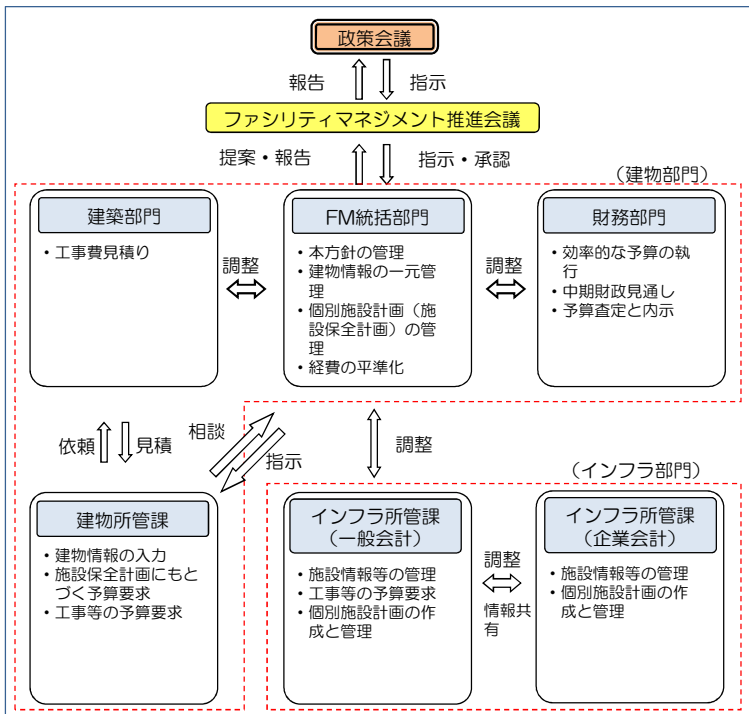 政策会議
報告
指示
ファシリティマネジメント推進会議
提案・報告
指示・承認
(建物部門)
建築部門
・工事費見積り
調整
FM統括部門
・本方針の管理
・建物情報の一元管
理
・個別施設計画(施
設保全計画)の管
理
・経費の平準化
調整
財務部門
・効率的な予算の執
行
・中期財政見通し
・予算査定と内示
依頼
見積
相談
指示
調整
(インフラ部門)
建物所管課
・建物情報の入力
・施設保全計画にもと
づく予算要求
・工事等の予算要求
インフラ所管課
(一般会計)
・施設情報等の管理
・工事等の予算要求
・個別施設計画の作
成と管理
調整
情報共
有
インフラ所管課
(企業会計)
・施設情報等の管理
・個別施設計画の作
成と管理